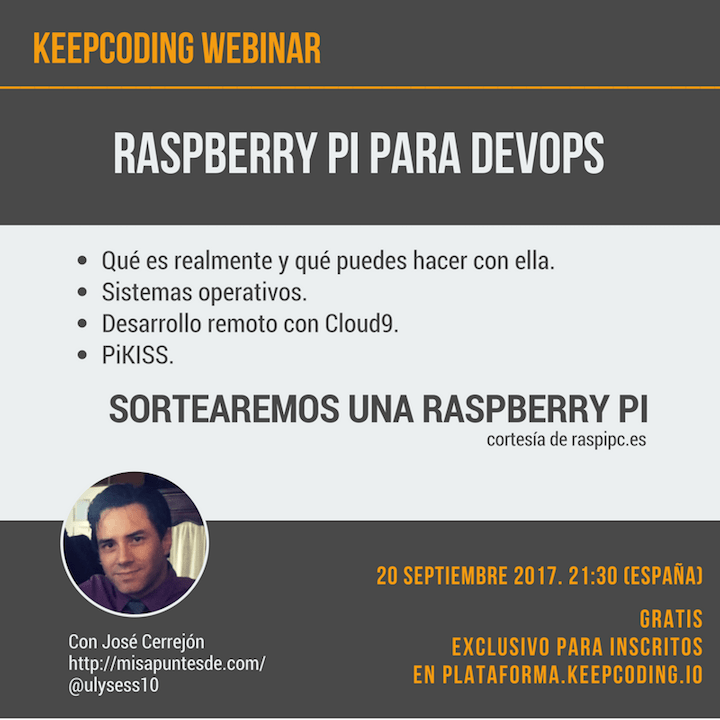 KEEPCODING WEBINAR
RASPBERRY PI PARA DEVOPS
• Qué es realmente y qué puedes hacer con ella.
• Sistemas operativos.
• Desarrollo remoto con Cloud9.
• PiKISS.
SORTEAREMOS UNA RASPBERRY PI
cortesía de raspipc.es
20 SEPTIEMBRE 2017. 21:30 (ESPAÑA)
GRATIS
EXCLUSIVO PARA INSCRITOS
EN PLATAFORMA.KEEPCODING.IO
Con José Cerrejón
http://misapuntesde.com/
@ulysess10